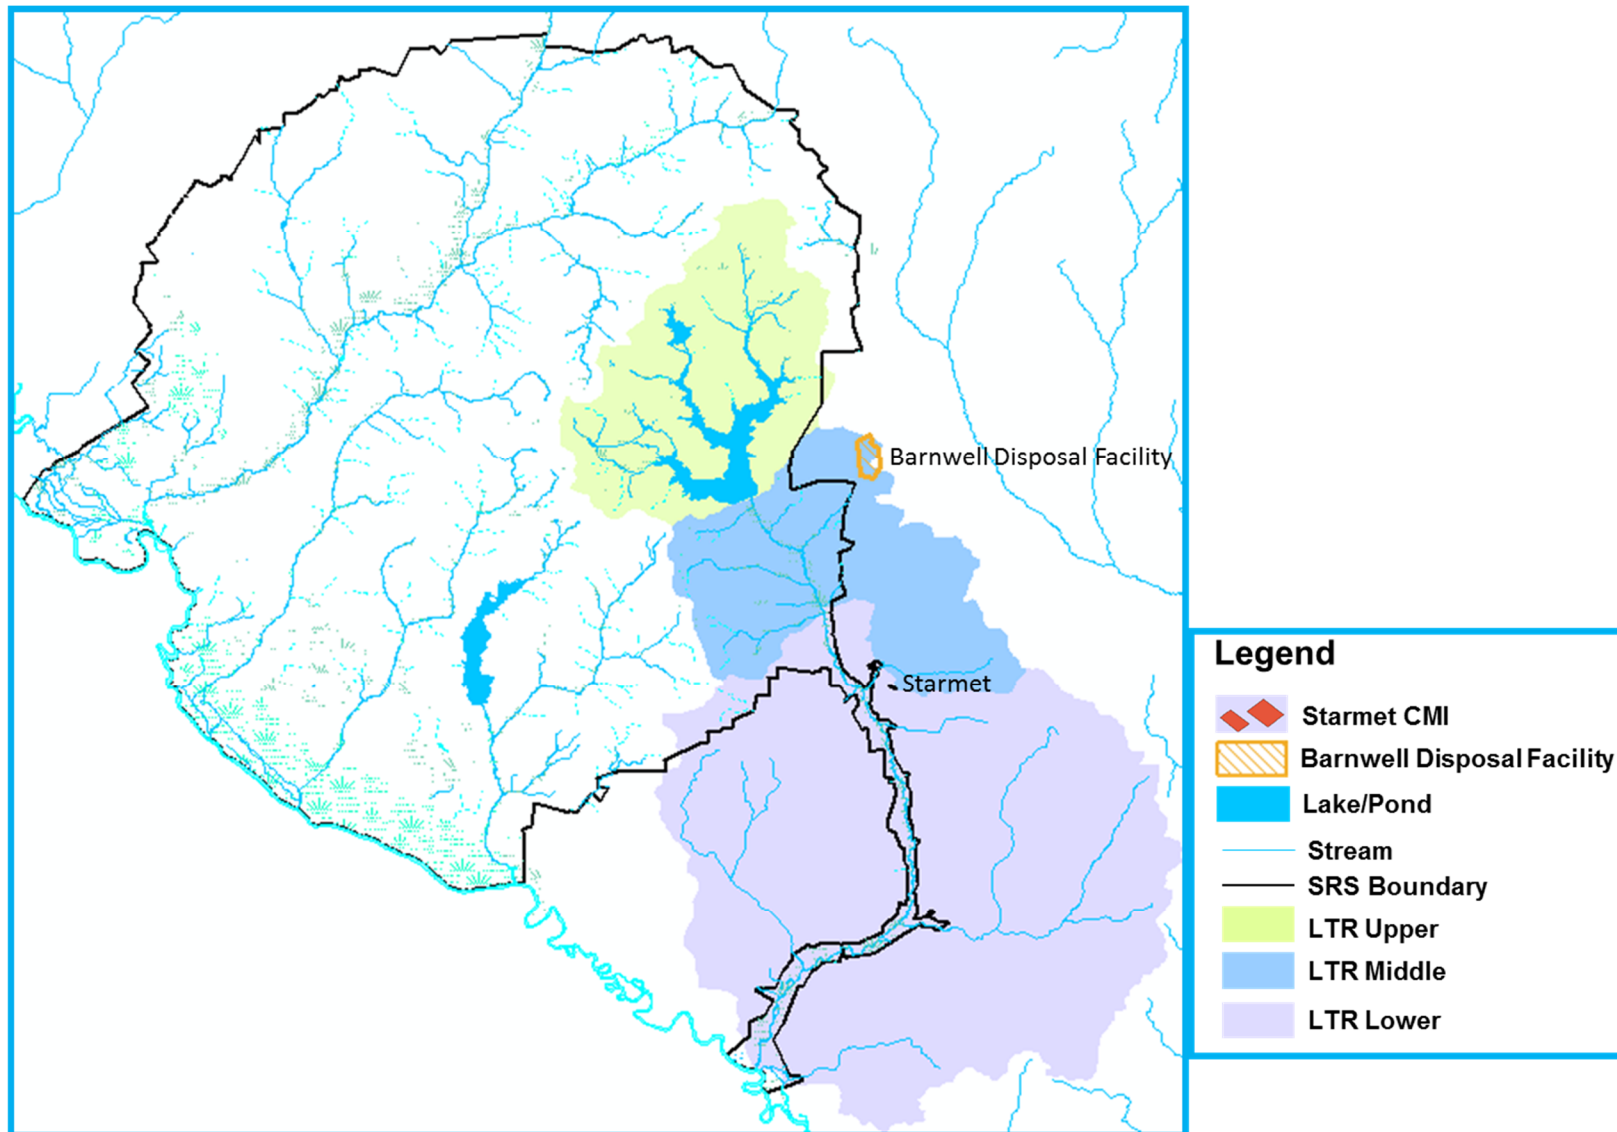 Barnwell Disposal Facility
Starmet
Legend
Starmet CMI
Barnwell Disposal Facility
Lake/Pond
Stream
SRS Boundary
LTR Upper
LTR Middle
LTR Lower